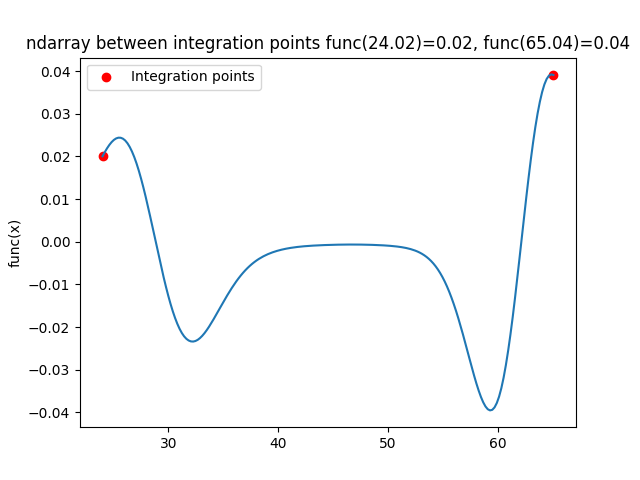 ndarray between integration points func(24.02)=0.02, func(65.04)=0.04
Integration points
func(x)
0.04
0.03
0.02
0.01
0.00
−0.01
−0.02
−0.03
−0.04
30 40 50 60